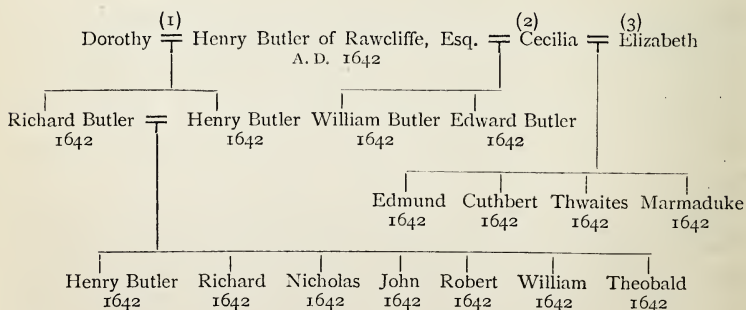 (1) (2) (3)
Dorothy = Henry Butler of Rawcliffe, Esq. = Cecilia = Elizabeth
A. D. 1642
Richard Butler = Henry Butler William Butler Edward Butler
1642 1642 1642 1642
Edmund Cuthbert Thwaites Marmaduke
1642 1642 1642 1642
Henry Butler Richard Nicholas John Robert William Theobald
1642 1642 1642 1642 1642 1642 1642